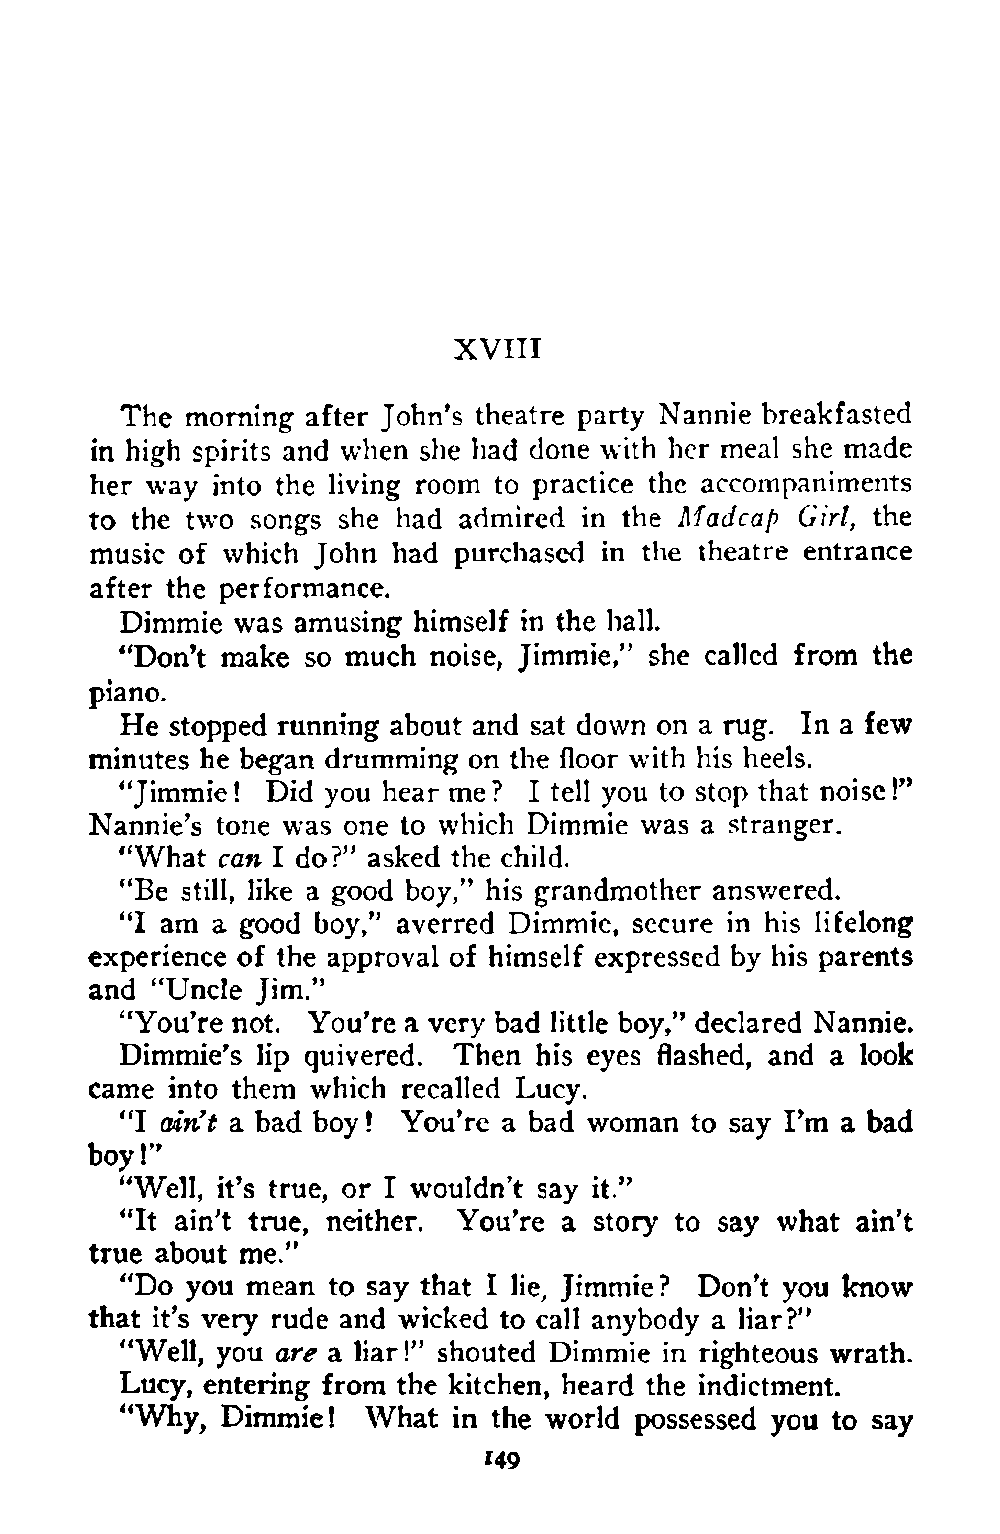 XVIII
The morning after John's theatre party Nannie breakfasted
in high spirits and when she had done with her meal she made
her way into the living room to practice the accompaniments
to the two songs she had admired in the Madcap Girl, the
music of which John had purchased in the theatre entrance
after the performance.
Dimmie was amusing himself in the hall.
“Don't make so much noise, Jimmie,” she called from the
piano.
He stopped running about and sat down on a rug. In a few
minutes he began drumming on the floor with his heels.
“Jimmie! Did you hear me? I tell you to stop that noise!”
Nannie's tone was one to which Dimmie was a stranger.
“What can I do?” asked the child.
“Be still, like a good boy,” his grandmother answered.
“I am a good boy,” averred Dimmie, secure in his lifelong
experience of the approval of himself expressed by his parents
and “Uncle Jim.”
“You're not. You're a very bad little boy,” declared Nannie.
Dimmie's lip quivered. Then his eyes flashed, and a look
came into them which recalled Lucy.
“I ain't a bad boy! You're a bad woman to say I'm a bad
boy!”
“Well, it's true, or I wouldn't say it.”
“It ain't true, neither. You're a story to say what ain't
true about me.”
“Do you mean to say that I lie, Jimmie? Don't you know
that it's very rude and wicked to call anybody a liar?”
“Well, you are a liar!” shouted Dimmie in righteous wrath.
Lucy, entering from the kitchen, heard the indictment.
“Why, Dimmie! What in the world possessed you to say
149